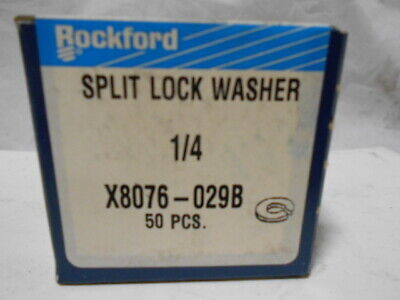 Rockford
SPLIT LOCK WASHER
1/4
X8076-029B
50 PCS.